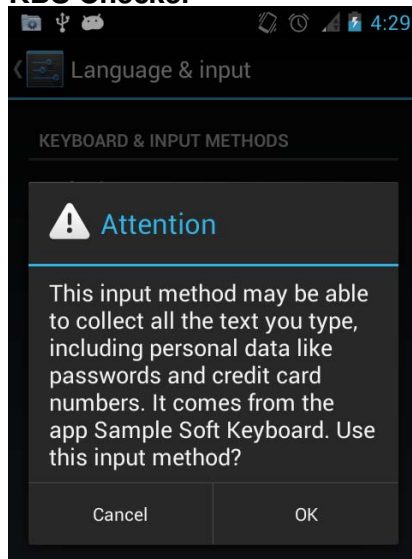 4:29
Language & input
KEYBOARD & INPUT METHODS
Attention
This input method may be able
to collect all the text you type,
including personal data like
passwords and credit card
numbers. It comes from the
app Sample Soft Keyboard. Use
this input method?
Cancel OK